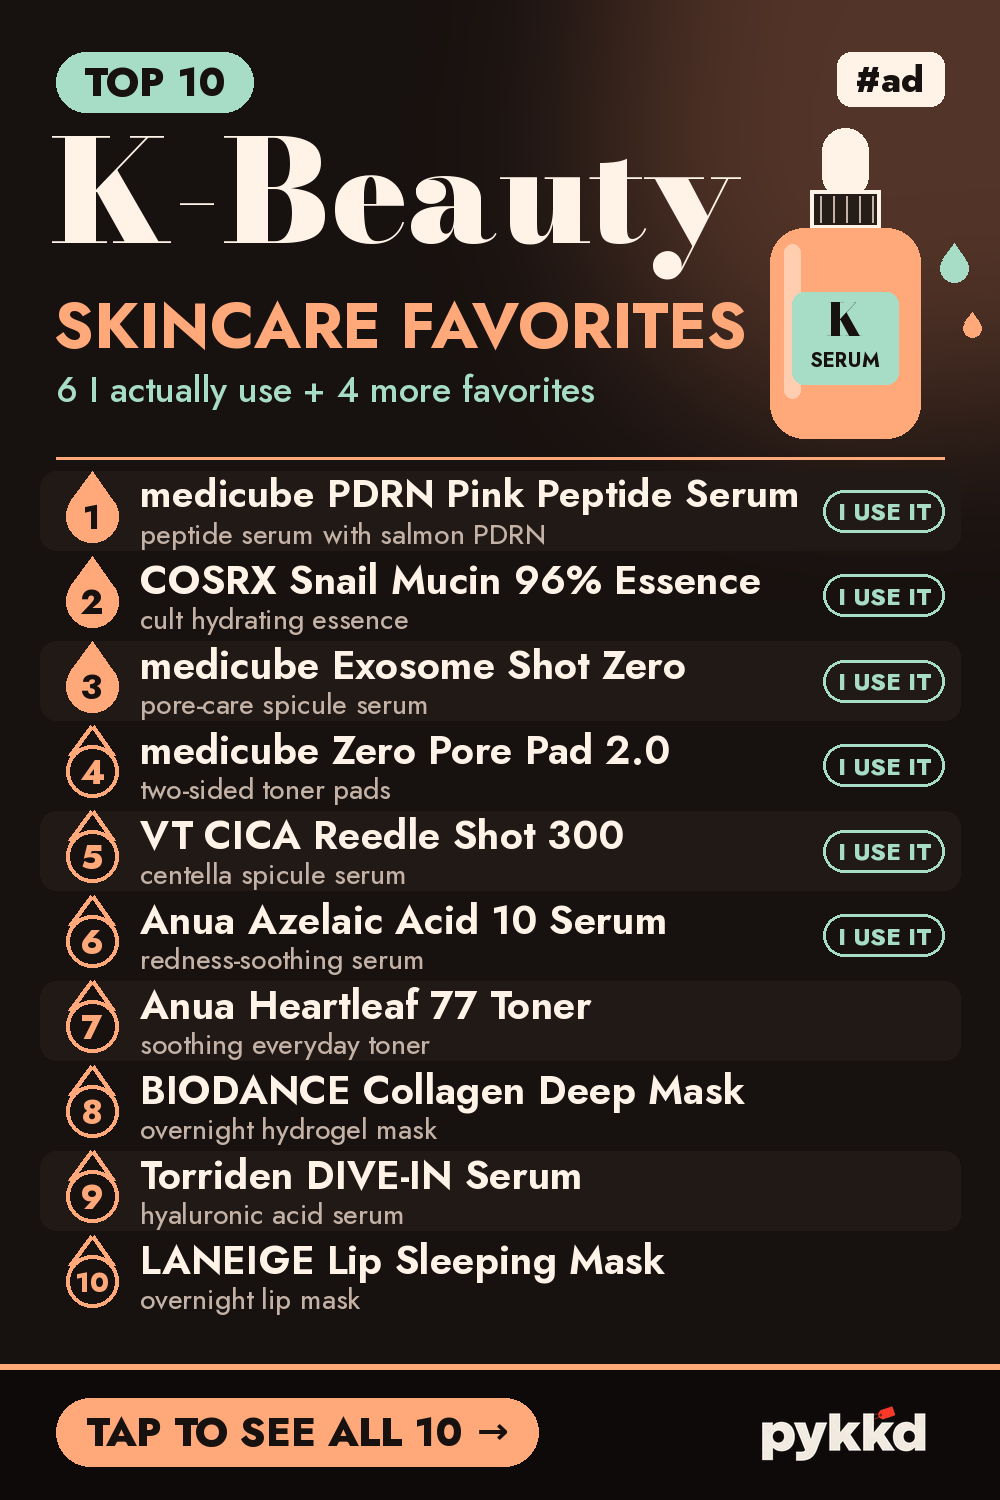 TOP 10
#ad
K-Beauty
SKINCARE FAVORITES
6 I actually use + 4 more favorites
K
SERUM
1 medicube PDRN Pink Peptide Serum I USE IT
peptide serum with salmon PDRN
2 COSRX Snail Mucin 96% Essence I USE IT
cult hydrating essence
3 medicube Exosome Shot Zero I USE IT
pore-care spicule serum
4 medicube Zero Pore Pad 2.0 I USE IT
two-sided toner pads
5 VT CICA Reedle Shot 300 I USE IT
centella spicule serum
6 Anua Azelaic Acid 10 Serum I USE IT
redness-soothing serum
7 Anua Heartleaf 77 Toner
soothing everyday toner
8 BIODANCE Collagen Deep Mask
overnight hydrogel mask
9 Torriden DIVE-IN Serum
hyaluronic acid serum
10 LANEIGE Lip Sleeping Mask
overnight lip mask
TAP TO SEE ALL 10 →
pykkd